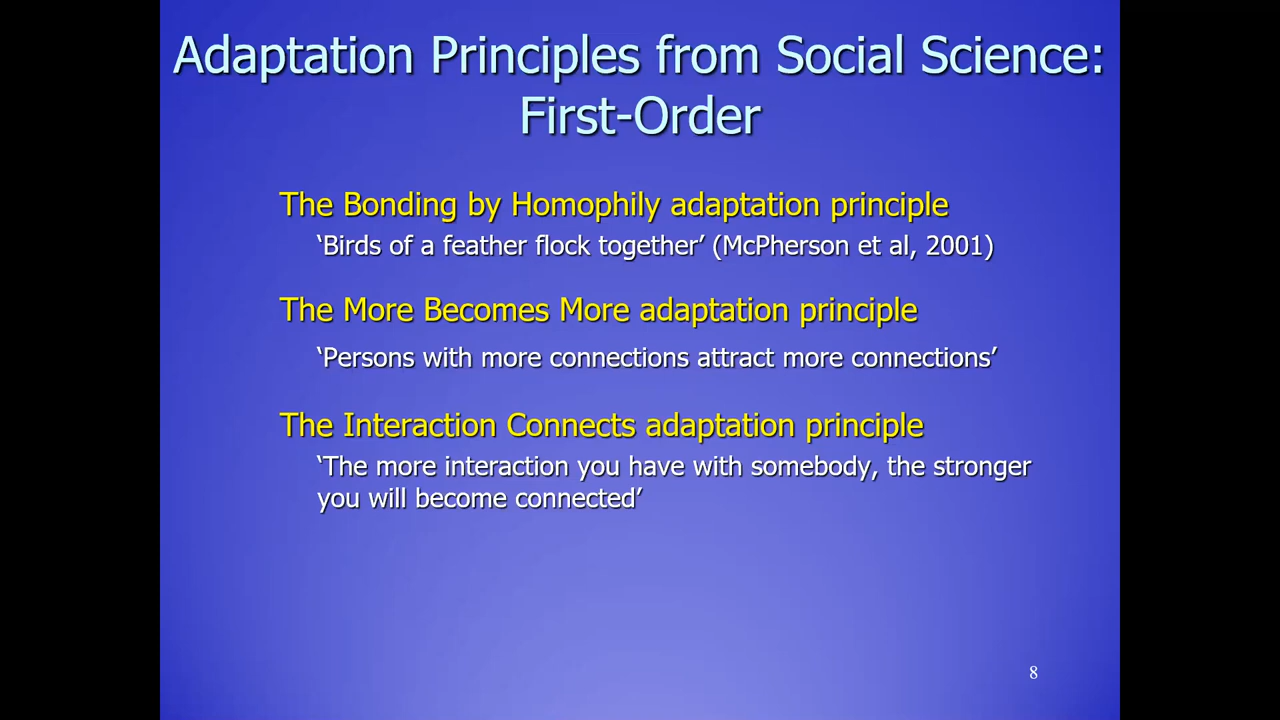 Adaptation Principles from Social Science:
First-Order
The Bonding by Homophily adaptation principle
‘Birds of a feather flock together’ (McPherson et al, 2001)
The More Becomes More adaptation principle
‘Persons with more connections attract more connections’
The Interaction Connects adaptation principle
‘The more interaction you have with somebody, the stronger
you will become connected’
8